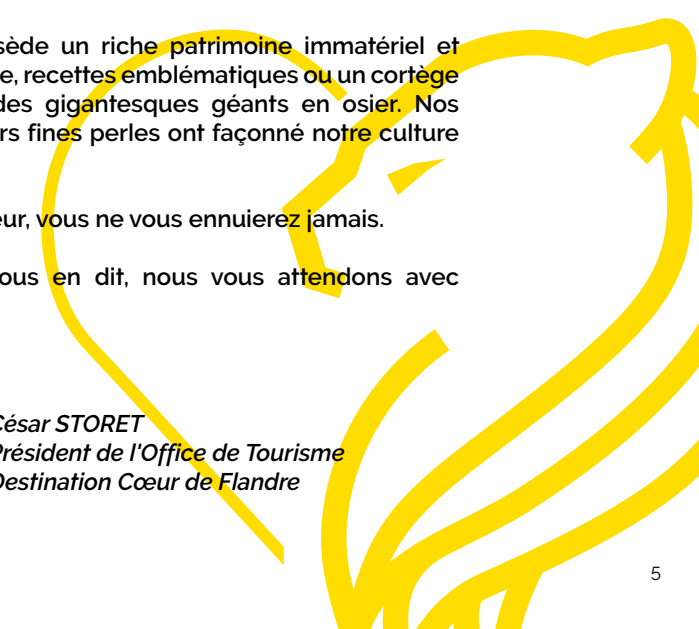 sède un riche patrimoine immatériel et
e, recettes emblématiques ou un cortège
des gigantesques géants en osier. Nos
rs fines perles ont façonné notre culture
eur, vous ne vous ennuierez jamais.
ous en dit, nous vous attendons avec
César STORET
Président de l'Office de Tourisme
Destination Cœur de Flandre
5